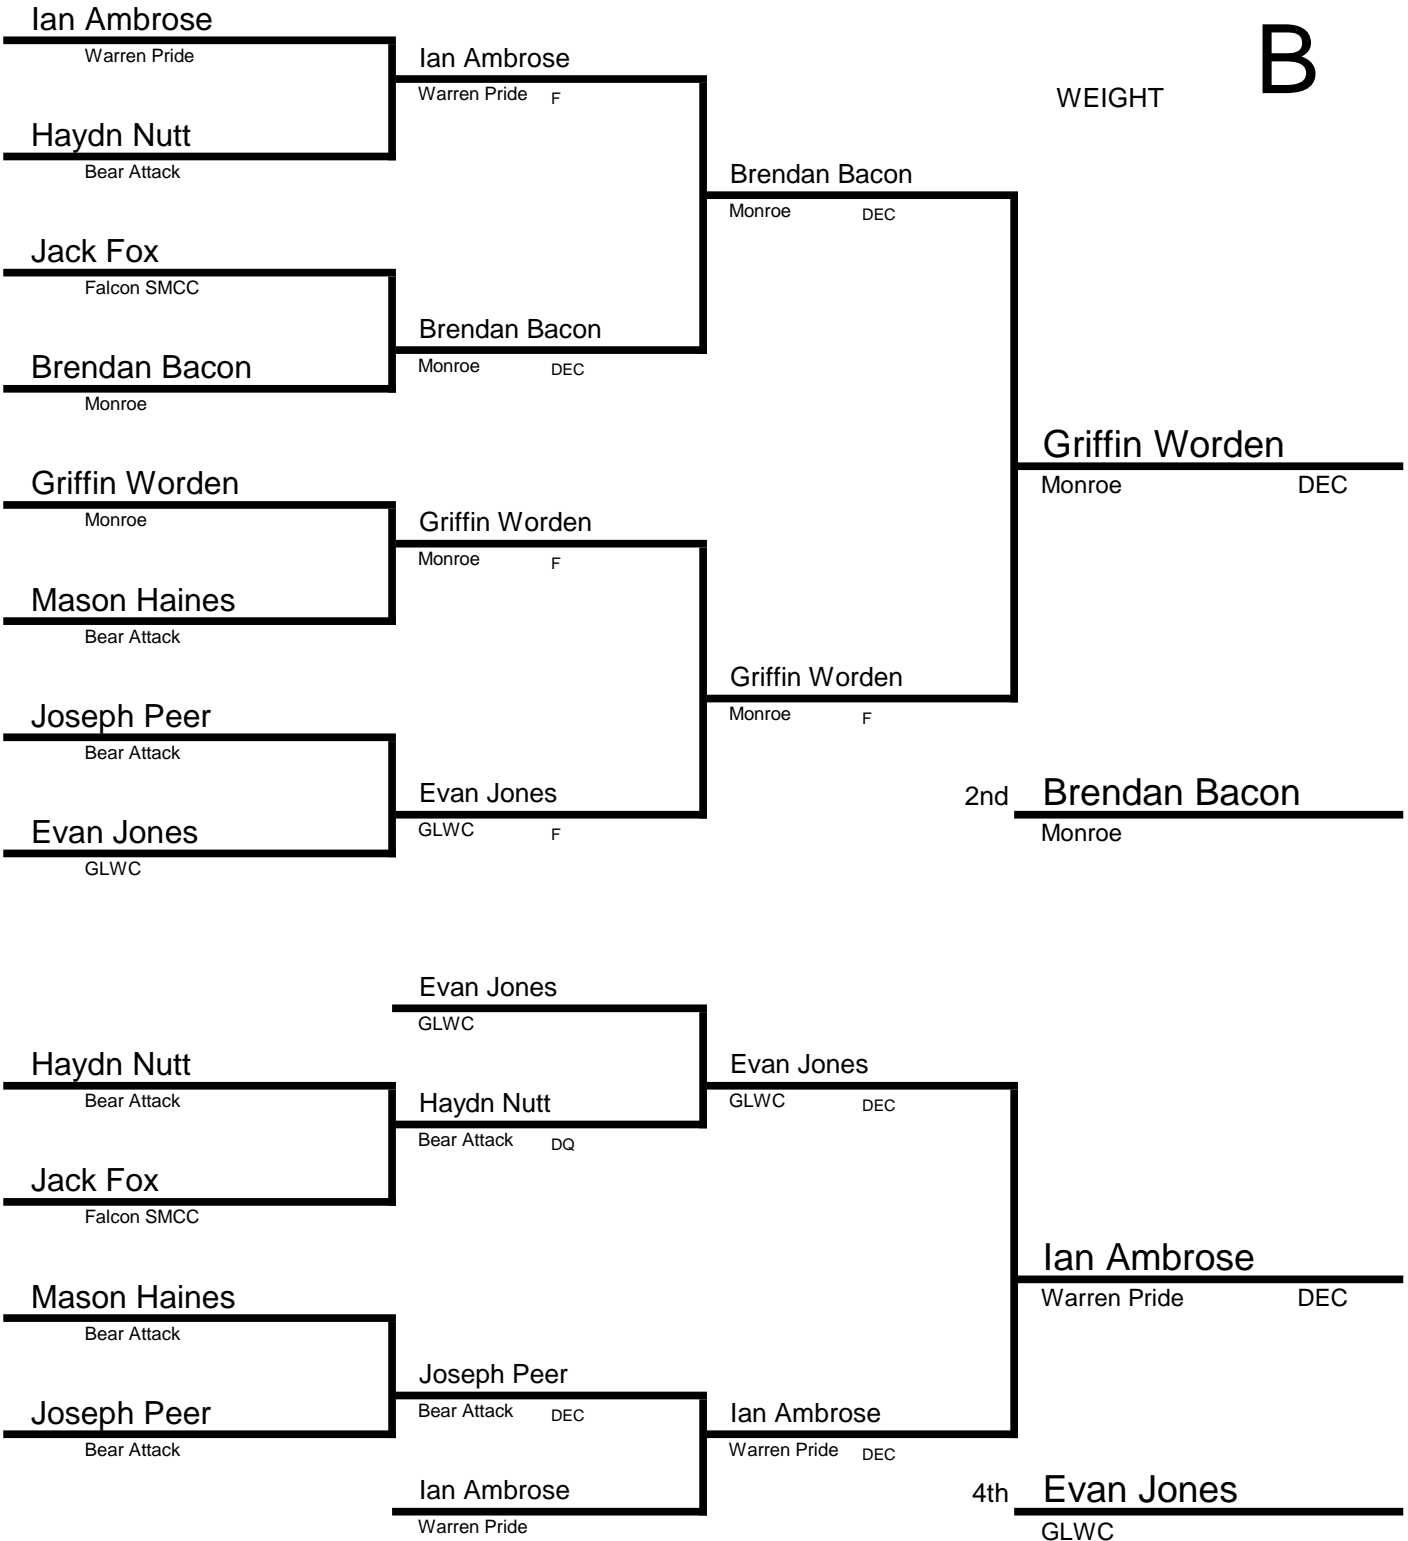 Ian Ambrose
Warren Pride
Ian Ambrose
Warren Pride F
B
WEIGHT
Haydn Nutt
Bear Attack
Brendan Bacon
Monroe DEC
Jack Fox
Falcon SMCC
Brendan Bacon
Monroe DEC
Brendan Bacon
Monroe
Griffin Worden
Monroe DEC
Griffin Worden
Monroe
Griffin Worden
Monroe F
Mason Haines
Bear Attack
Griffin Worden
Monroe F
Joseph Peer
Bear Attack
Evan Jones
GLWC F
2nd Brendan Bacon
Monroe
Evan Jones
GLWC
Evan Jones
GLWC
Haydn Nutt
Bear Attack
Evan Jones
GLWC DEC
Haydn Nutt
Bear Attack DQ
Jack Fox
Falcon SMCC
Ian Ambrose
Warren Pride DEC
Mason Haines
Bear Attack
Joseph Peer
Bear Attack DEC
Joseph Peer
Bear Attack
Ian Ambrose
Warren Pride DEC
Ian Ambrose
Warren Pride
4th Evan Jones
GLWC